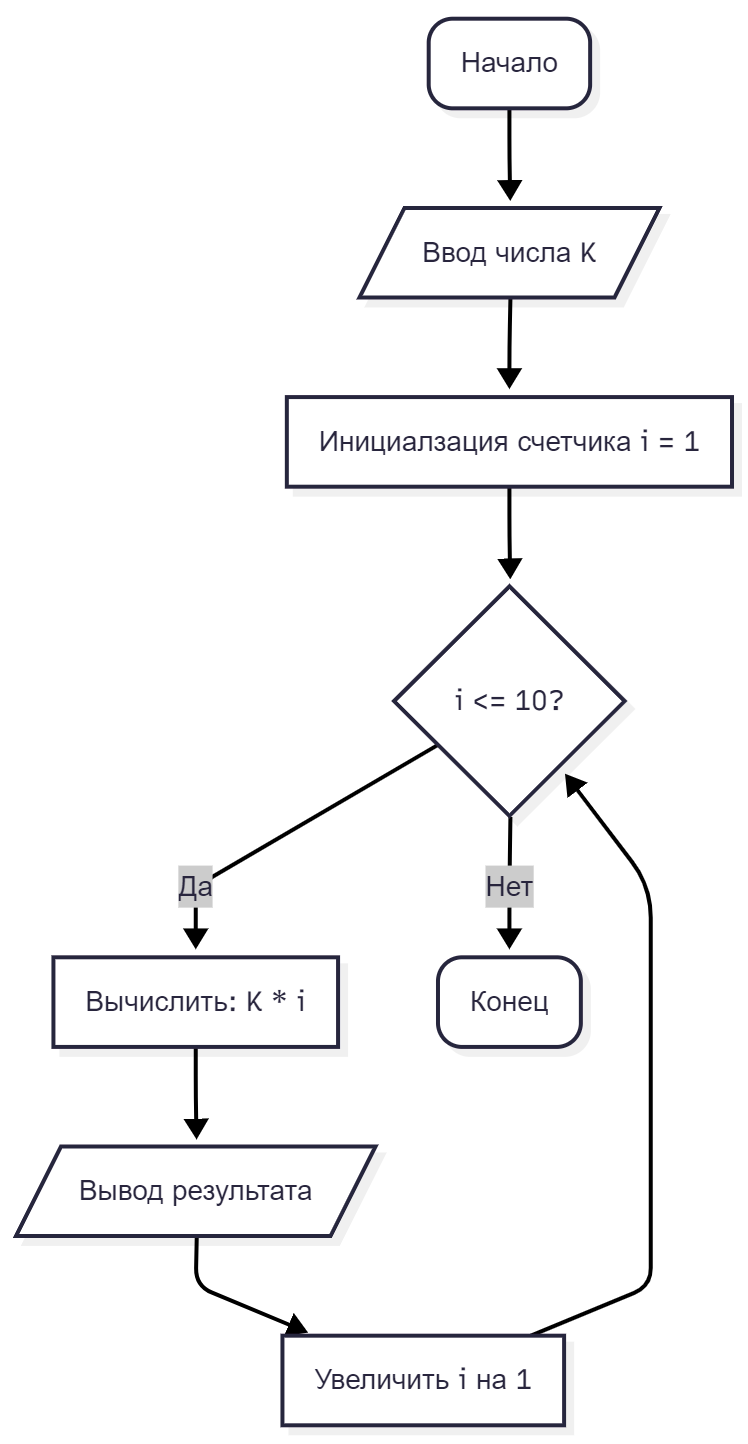 Начало
Ввод числа K
Инициалзация счетчика i = 1
i <= 10?
Да
Нет
Вычислить: K * i
Конец
Вывод результата
Увеличить i на 1